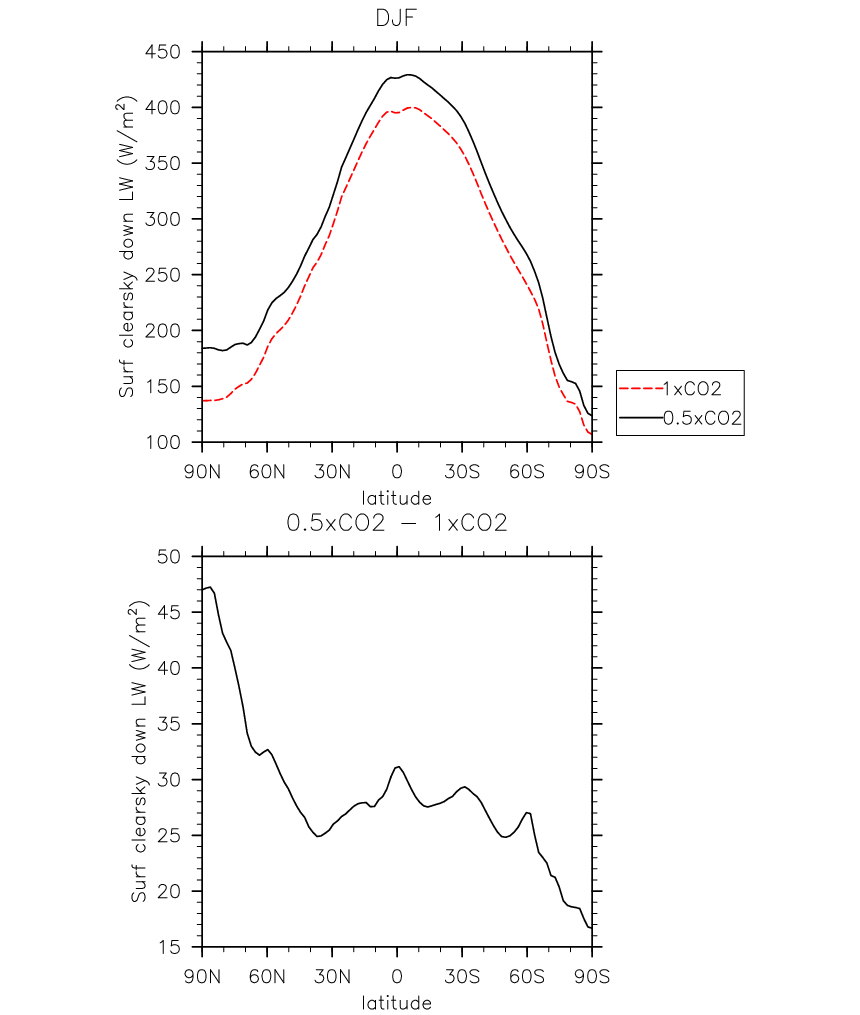 DJF
Surf clearsky down LW (W/m²)
450
400
350
300
250
200
150
100
90N 60N 30N 0 30S 60S 90S
latitude
1xCO2
0.5xCO2
0.5xCO2 − 1xCO2
Surf clearsky down LW (W/m²)
50
45
40
35
30
25
20
15
90N 60N 30N 0 30S 60S 90S
latitude